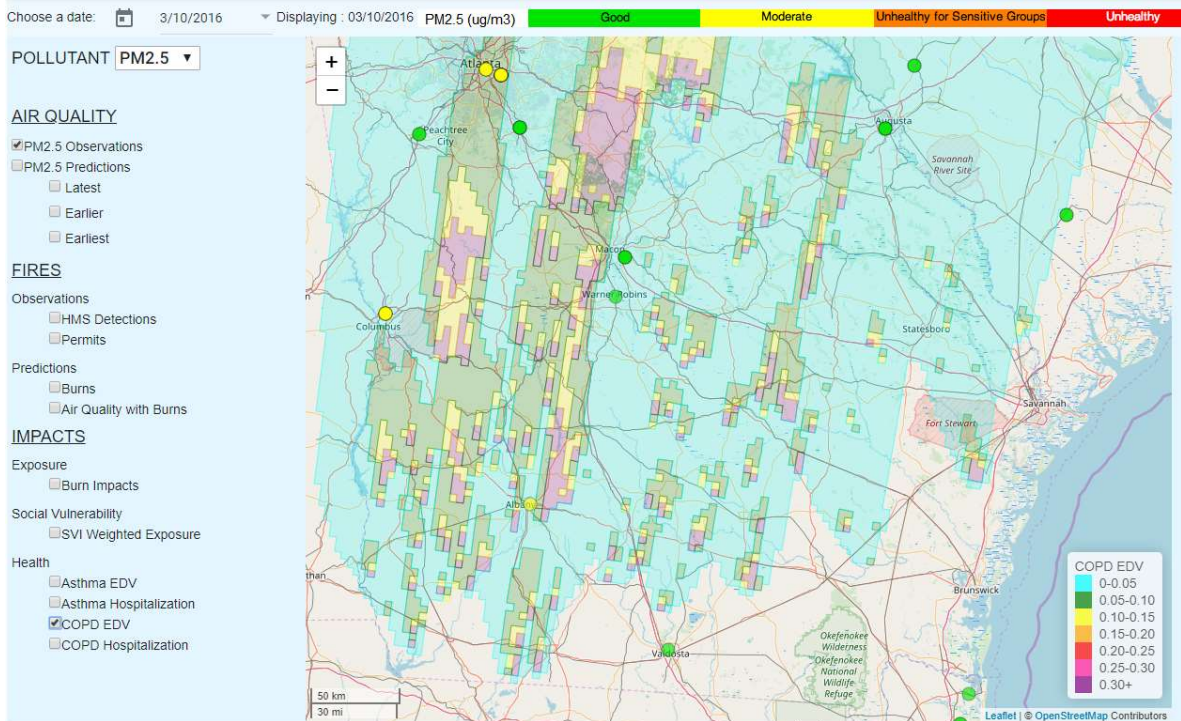 Choose a date: 3/10/2016 Displaying : 03/10/2016 PM2.5 (ug/m3) Good Moderate Unhealthy for Sensitive Groups Unhealthy
POLLUTANT PM2.5
AIR QUALITY
PM2.5 Observations
PM2.5 Predictions
Latest
Earlier
Earliest
FIRES
Observations
HMS Detections
Permits
Predictions
Burns
Air Quality with Burns
IMPACTS
Exposure
Burn Impacts
Social Vulnerability
SVI Weighted Exposure
Health
Asthma EDV
Asthma Hospitalization
COPD EDV
COPD Hospitalization
+
−
Atlanta
Peachtree
City
Augusta
Savannah
River Site
Macon
Warner Robins
Columbus
Statesboro
Savannah
Fort Stewart
Albany
than
Brunswick
Valdosta
Okefenokee
Wilderness
Okefenokee
National
Wildlife
Refuge
COPD EDV
0-0.05
0.05-0.10
0.10-0.15
0.15-0.20
0.20-0.25
0.25-0.30
0.30+
50 km
30 mi
Leaflet | © OpenStreetMap Contributors